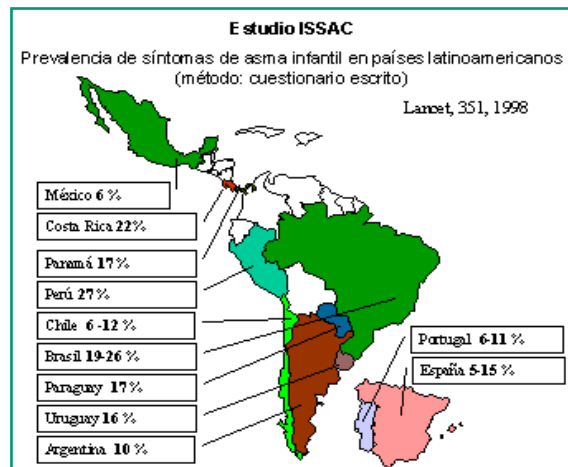 Estudio ISSAC
Prevalencia de síntomas de asma infantil en países latinoamericanos
(método: cuestionario escrito)
Lancet, 351, 1998
México 6 %
Costa Rica 22%
Panamá 17%
Perú 27%
Chile 6 -12 %
Brasil 19-26 %
Paraguay 17%
Uruguay 16 %
Argentina 10 %
Portugal 6-11 %
España 5-15 %